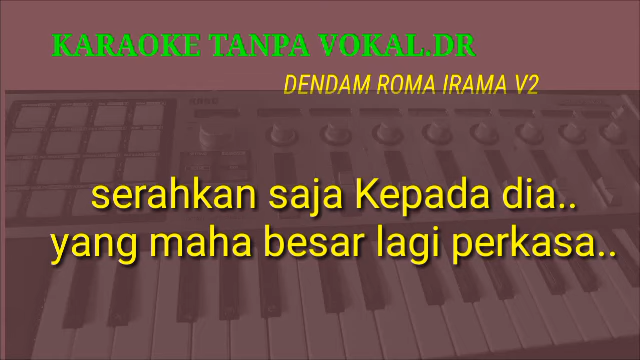 KARAOKE TANPA VOKAL.DR
DENDAM ROMA IRAMA V2
serahkan saja Kepada dia..
yang maha besar lagi perkasa..